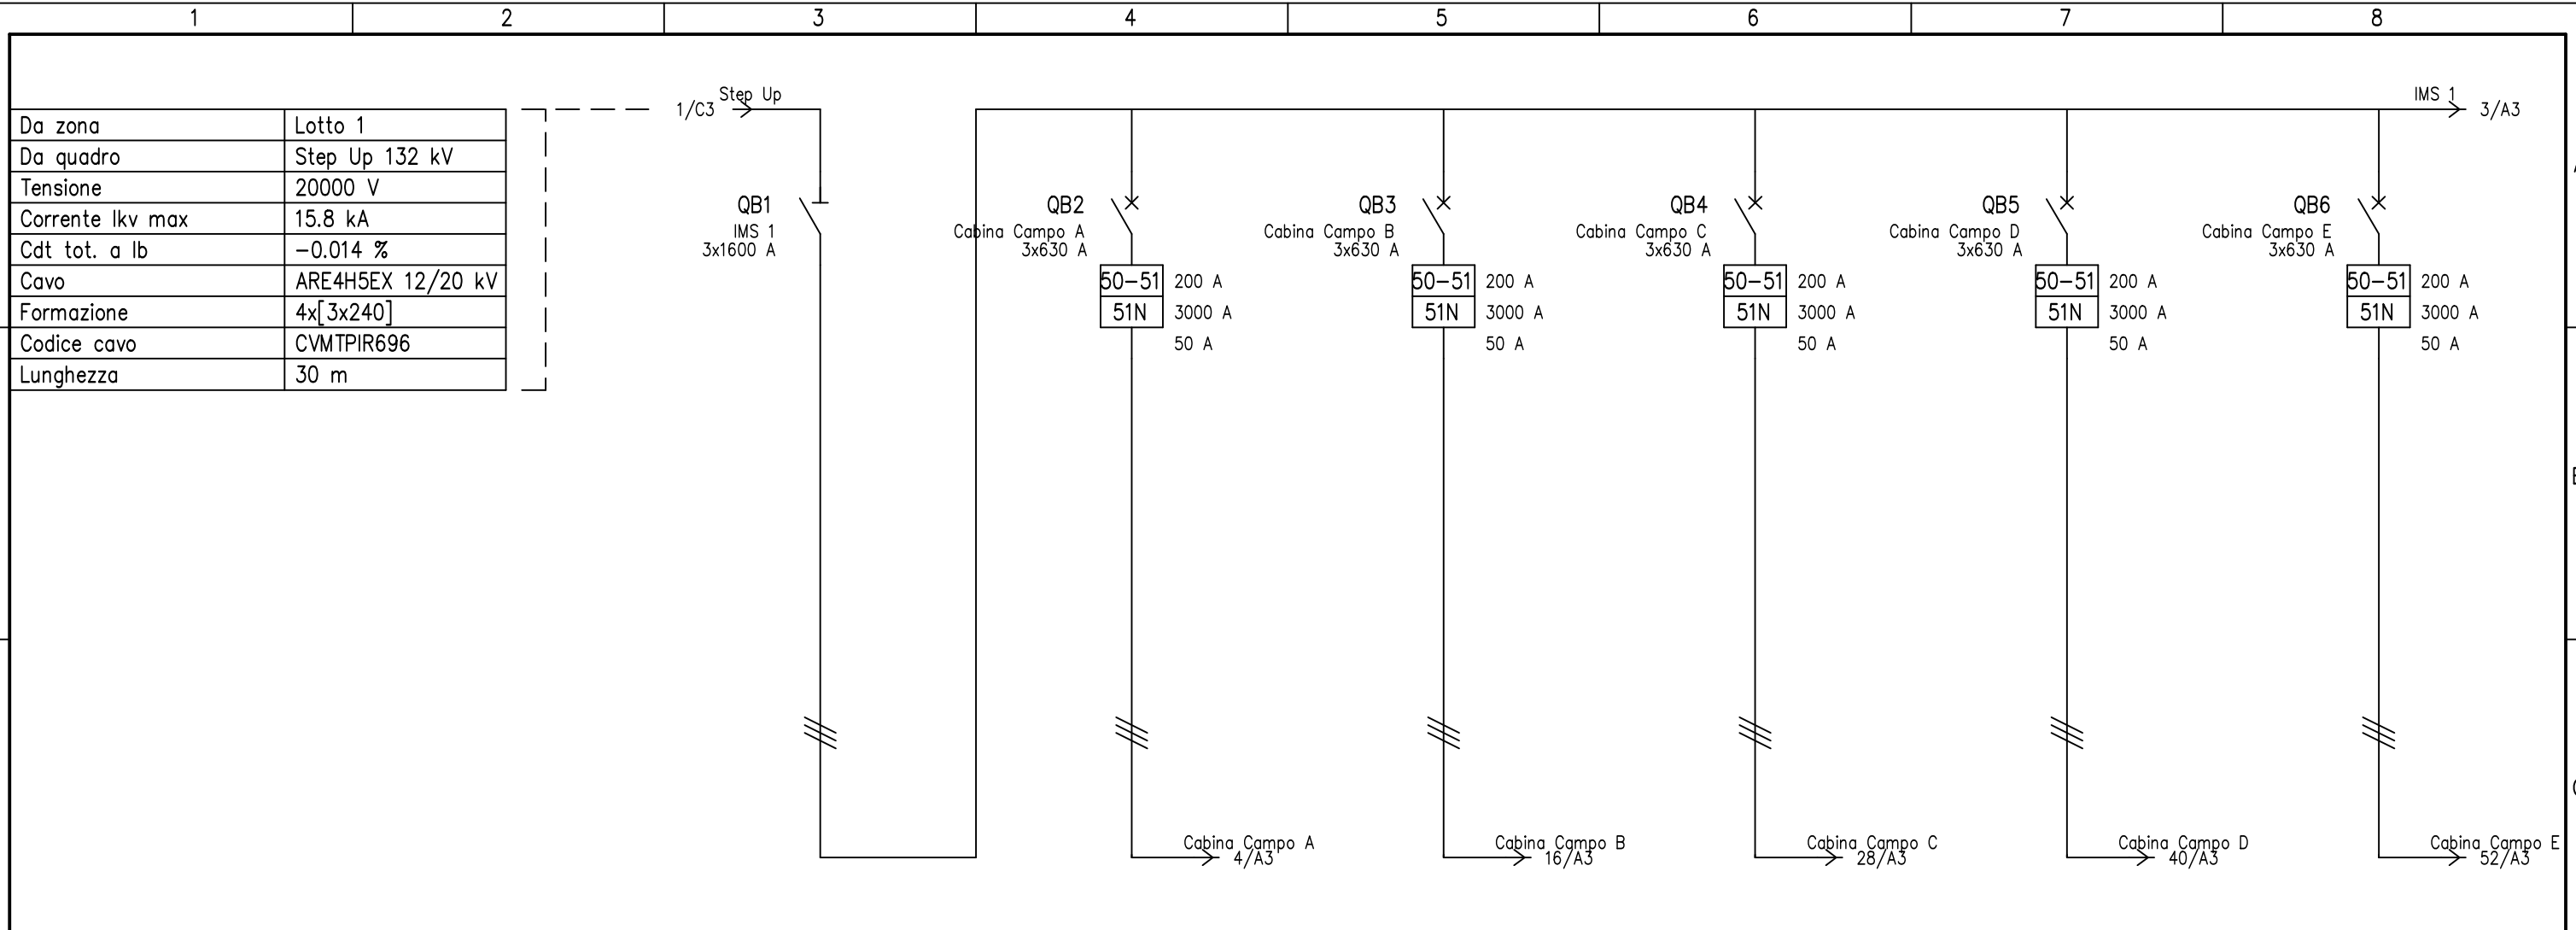 1 2 3 4 5 6 7 8
Step Up
1/C3
IMS 1
3/A3
Da zona Lotto 1
Da quadro Step Up 132 kV
Tensione 20000 V
Corrente Ikv max 15.8 kA
Cdt tot. a Ib -0.014 %
Cavo ARE4H5EX 12/20 kV
Formazione 4x[3x240]
Codice cavo CVMTPIR696
Lunghezza 30 m
QB1
IMS 1
3x1600 A
QB2
Cabina Campo A
3x630 A
50-51 200 A
51N 3000 A
50 A
QB3
Cabina Campo B
3x630 A
50-51 200 A
51N 3000 A
50 A
QB4
Cabina Campo C
3x630 A
50-51 200 A
51N 3000 A
50 A
QB5
Cabina Campo D
3x630 A
50-51 200 A
51N 3000 A
50 A
QB6
Cabina Campo E
3x630 A
50-51 200 A
51N 3000 A
50 A
Cabina Campo A
4/A3
Cabina Campo B
16/A3
Cabina Campo C
28/A3
Cabina Campo D
40/A3
Cabina Campo E
52/A3